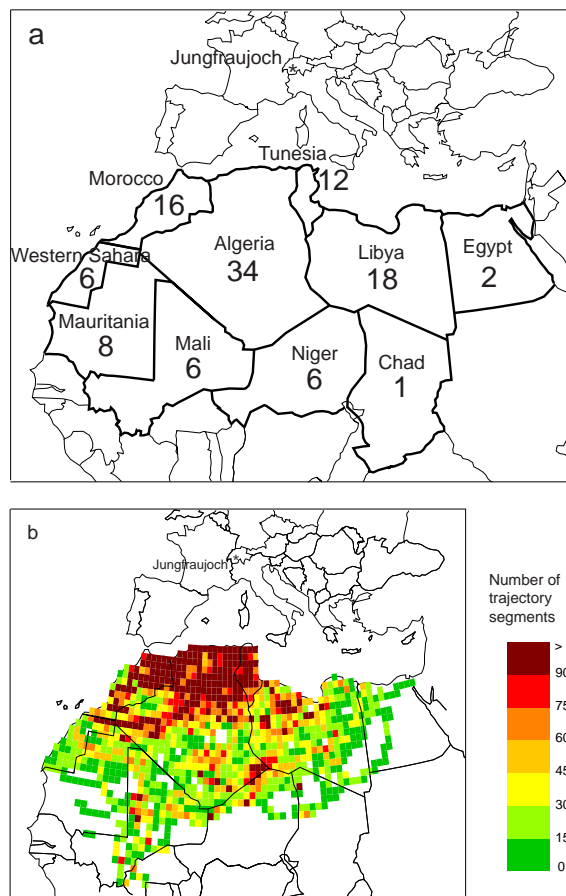 a
Jungfraujoch
*
Tunesia
12
Morocco
16
Algeria
34
Libya
18
Egypt
2
Western Sahara
6
Mauritania
8
Mali
6
Niger
6
Chad
1
b
Jungfraujoch
*
Number of
trajectory
segments
>
90
75
60
45
30
15
0